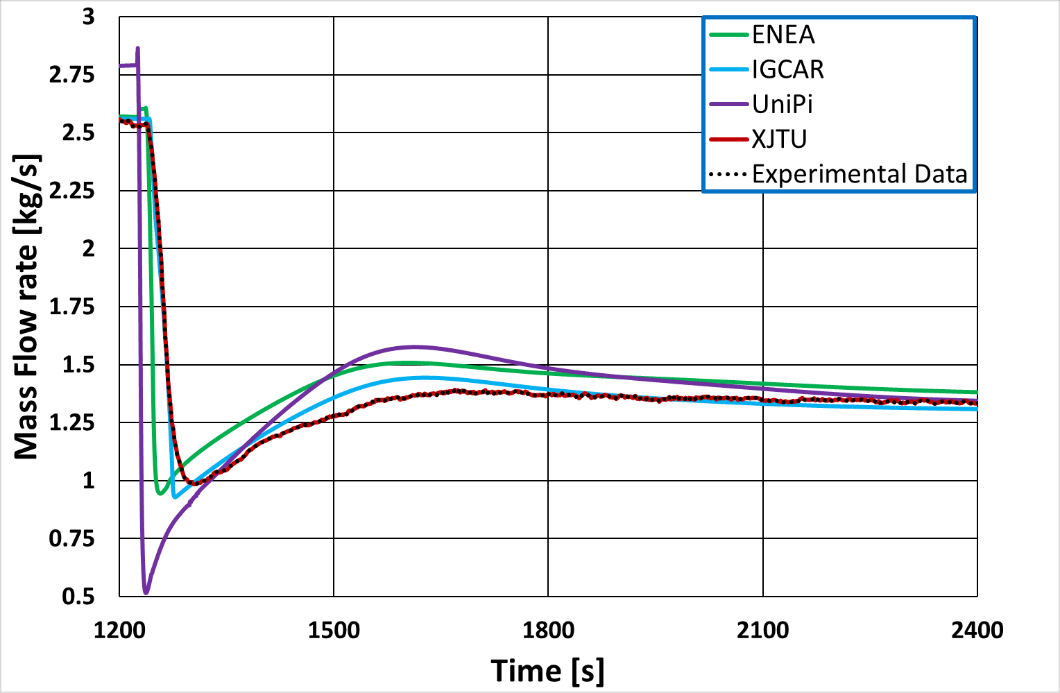 3
2.75
2.5
2.25
2
1.75
1.5
1.25
1
0.75
0.5
Mass Flow rate [kg/s]
ENEA
IGCAR
UniPi
XJTU
Experimental Data
1200 1500 1800 2100 2400
Time [s]